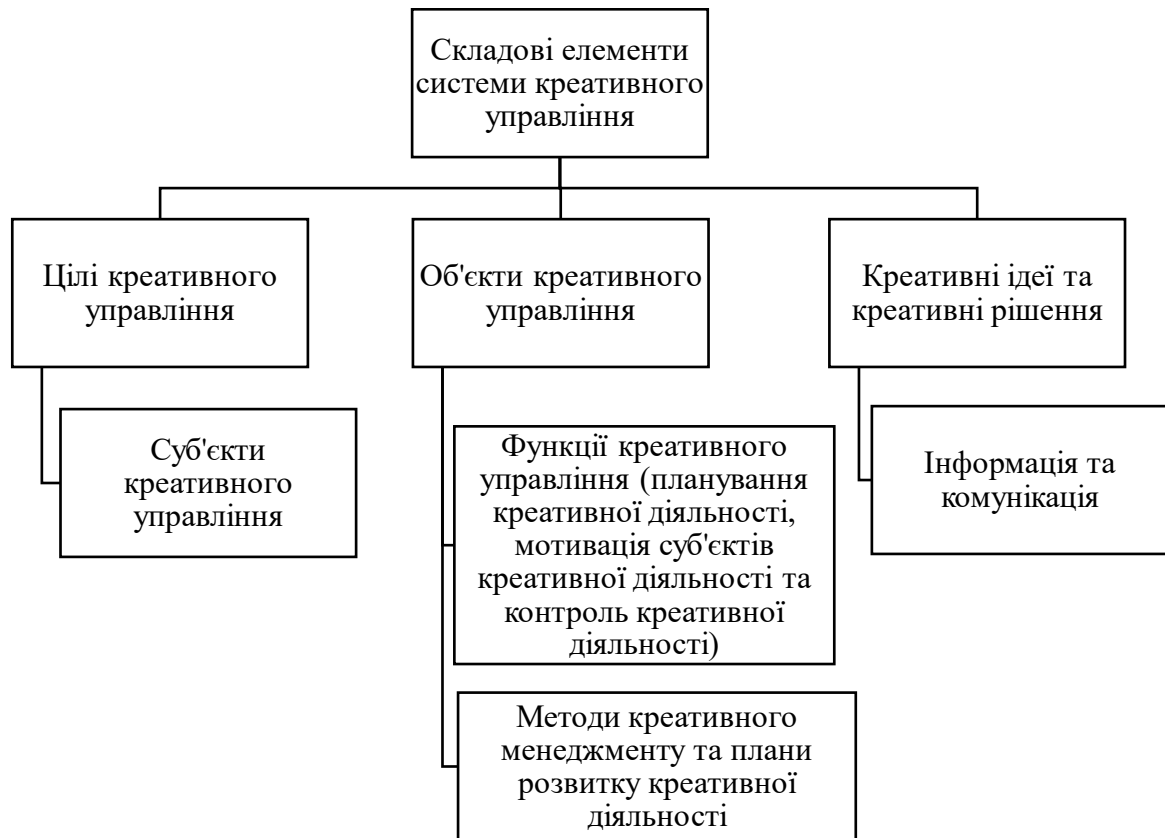 Складові елементи
системи креативного
управління
Цілі креативного
управління
Об'єкти креативного
управління
Креативні ідеї та
креативні рішення
Суб'єкти
креативного
управління
Функції креативного
управління (планування
креативної діяльності,
мотивація суб'єктів
креативної діяльності та
контроль креативної
діяльності)
Інформація та
комунікація
Методи креативного
менеджменту та плани
розвитку креативної
діяльності